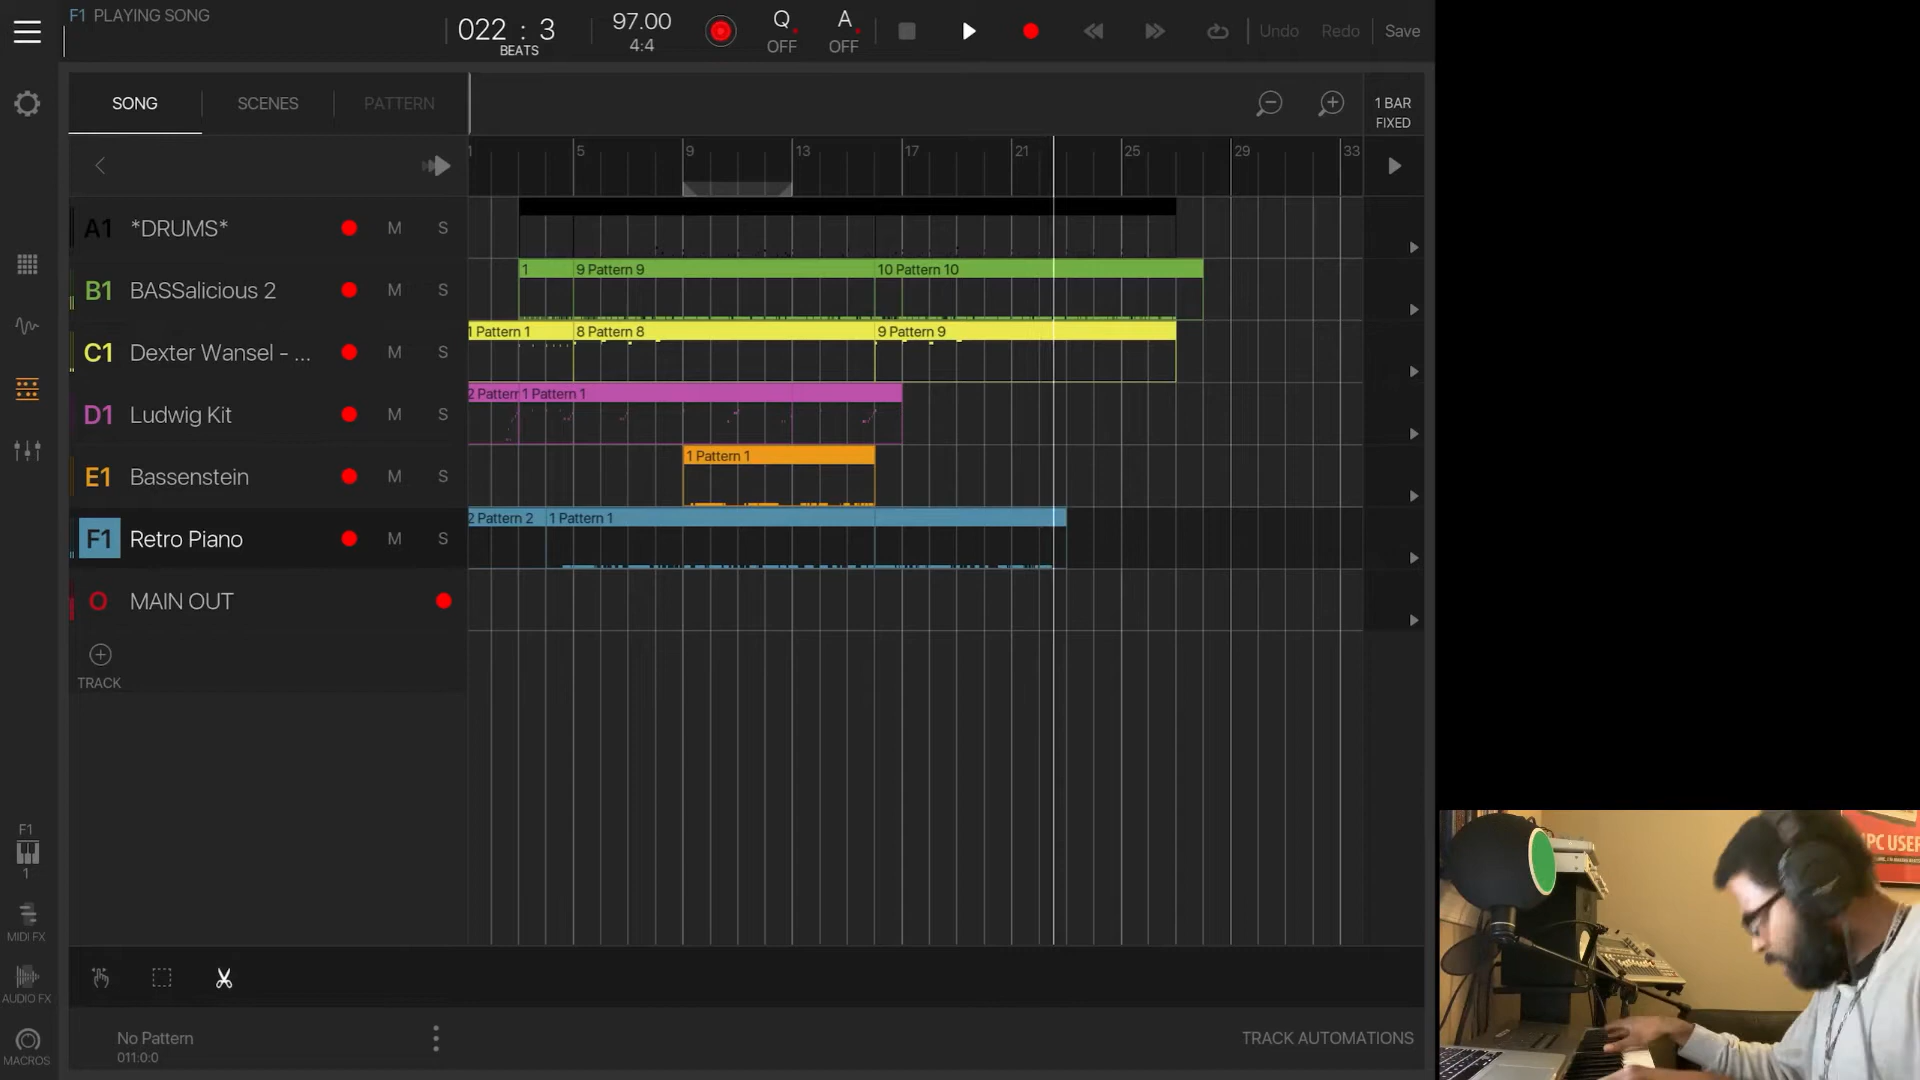 F1 PLAYING SONG
022 : 3
BEATS
97.00
4:4
Q
OFF
A
OFF
Undo
Redo
Save
SONG
SCENES
PATTERN
1 BAR
FIXED
1
5
9
13
17
21
25
29
33
A1 *DRUMS* M S
B1 BASSalicious 2 M S
1
9 Pattern 9
10 Pattern 10
C1 Dexter Wansel - ... M S
1 Pattern 1
8 Pattern 8
9 Pattern 9
D1 Ludwig Kit M S
2 Patterr
1 Pattern 1
E1 Bassenstein M S
1 Pattern 1
F1 Retro Piano M S
2 Pattern 2
1 Pattern 1
O MAIN OUT
TRACK
F1
1
MIDI FX
AUDIO FX
MACROS
No Pattern
011:0:0
TRACK AUTOMATIONS
MPC USER